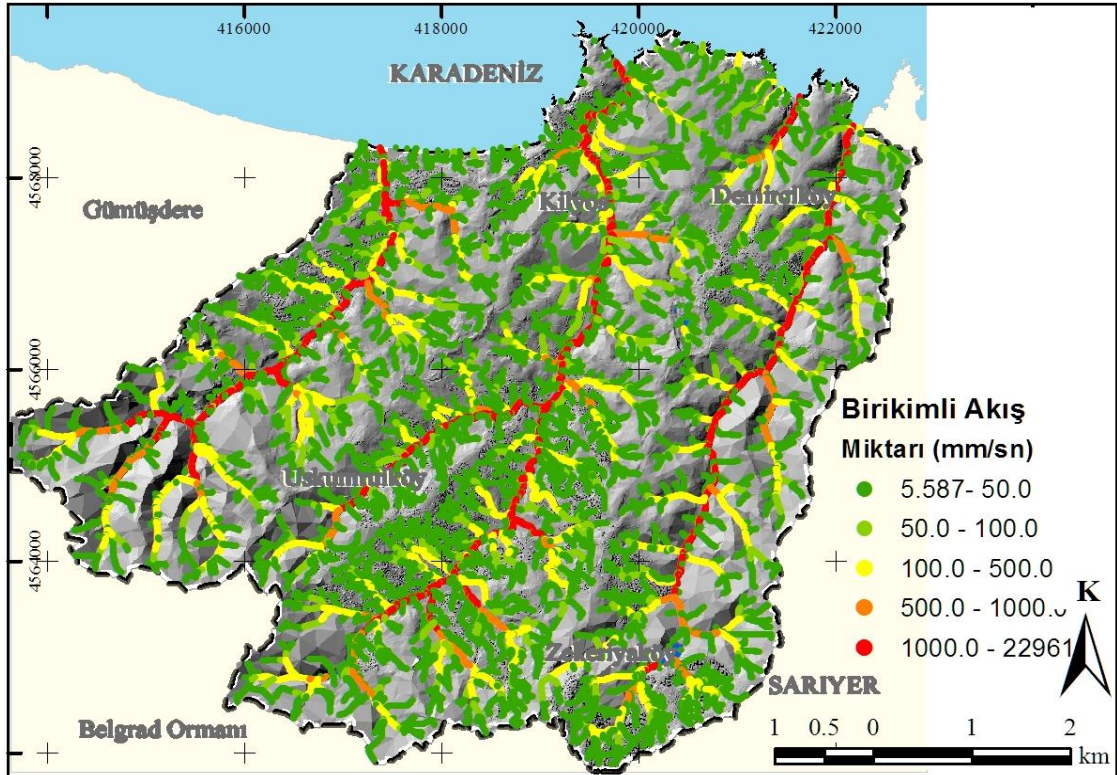 416000 418000 420000 422000
KARADENİZ
4568000
Gümüşdere
Kilyos
Demirciköy
4566000
Birikimli Akış
Miktarı (mm/sn)
5.587- 50.0
50.0 - 100.0
100.0 - 500.0
500.0 - 1000.0
1000.0 - 22961
Uskumruköy
4564000
K
Zekeriyaköy
SARIYER
Belgrad Ormanı
1 0.5 0 1 2
km